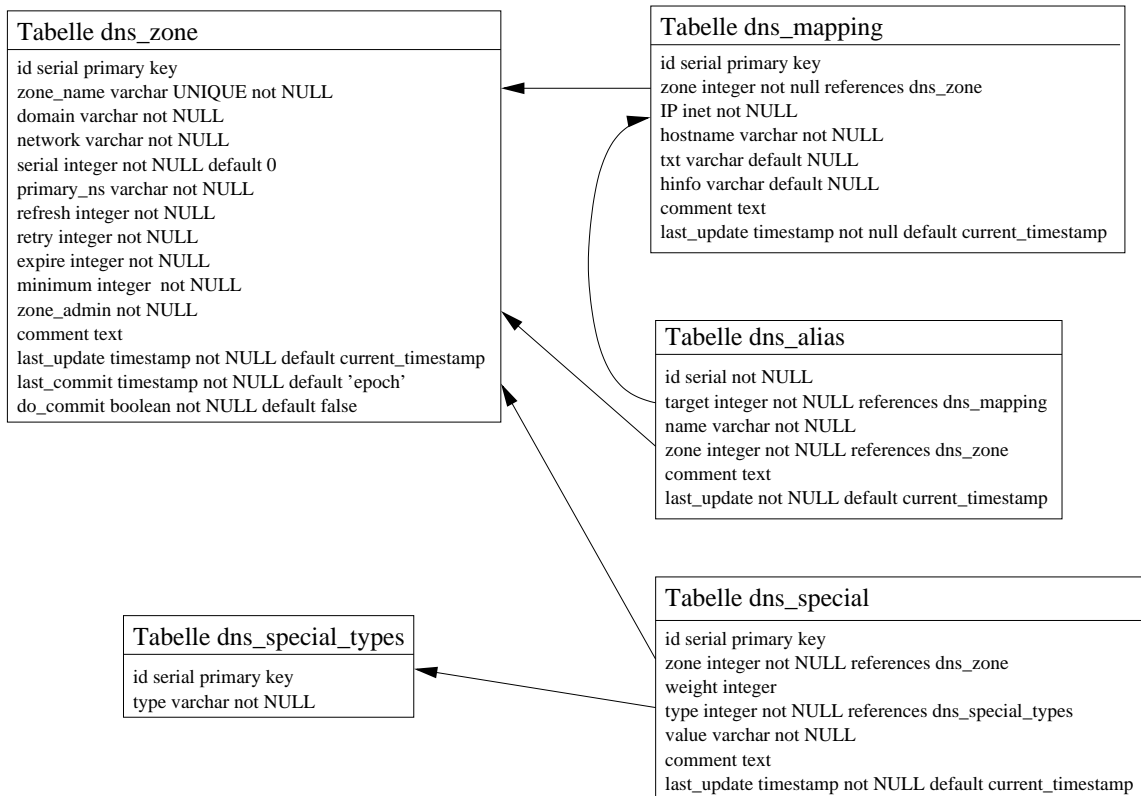 Tabelle dns_zone
id serial primary key
zone_name varchar UNIQUE not NULL
domain varchar not NULL
network varchar not NULL
serial integer not NULL default 0
primary_ns varchar not NULL
refresh integer not NULL
retry integer not NULL
expire integer not NULL
minimum integer  not NULL
zone_admin not NULL
comment text
last_update timestamp not NULL default current_timestamp
last_commit timestamp not NULL default ’epoch’
do_commit boolean not NULL default false
Tabelle dns_mapping
id serial primary key
zone integer not null references dns_zone
IP inet not NULL
hostname varchar not NULL
txt varchar default NULL
hinfo varchar default NULL
comment text
last_update timestamp not null default current_timestamp
Tabelle dns_alias
id serial not NULL
target integer not NULL references dns_mapping
name varchar not NULL
zone integer not NULL references dns_zone
comment text
last_update not NULL default current_timestamp
Tabelle dns_special_types
id serial primary key
type varchar not NULL
Tabelle dns_special
id serial primary key
zone integer not NULL references dns_zone
weight integer
type integer not NULL references dns_special_types
value varchar not NULL
comment text
last_update timestamp not NULL default current_timestamp